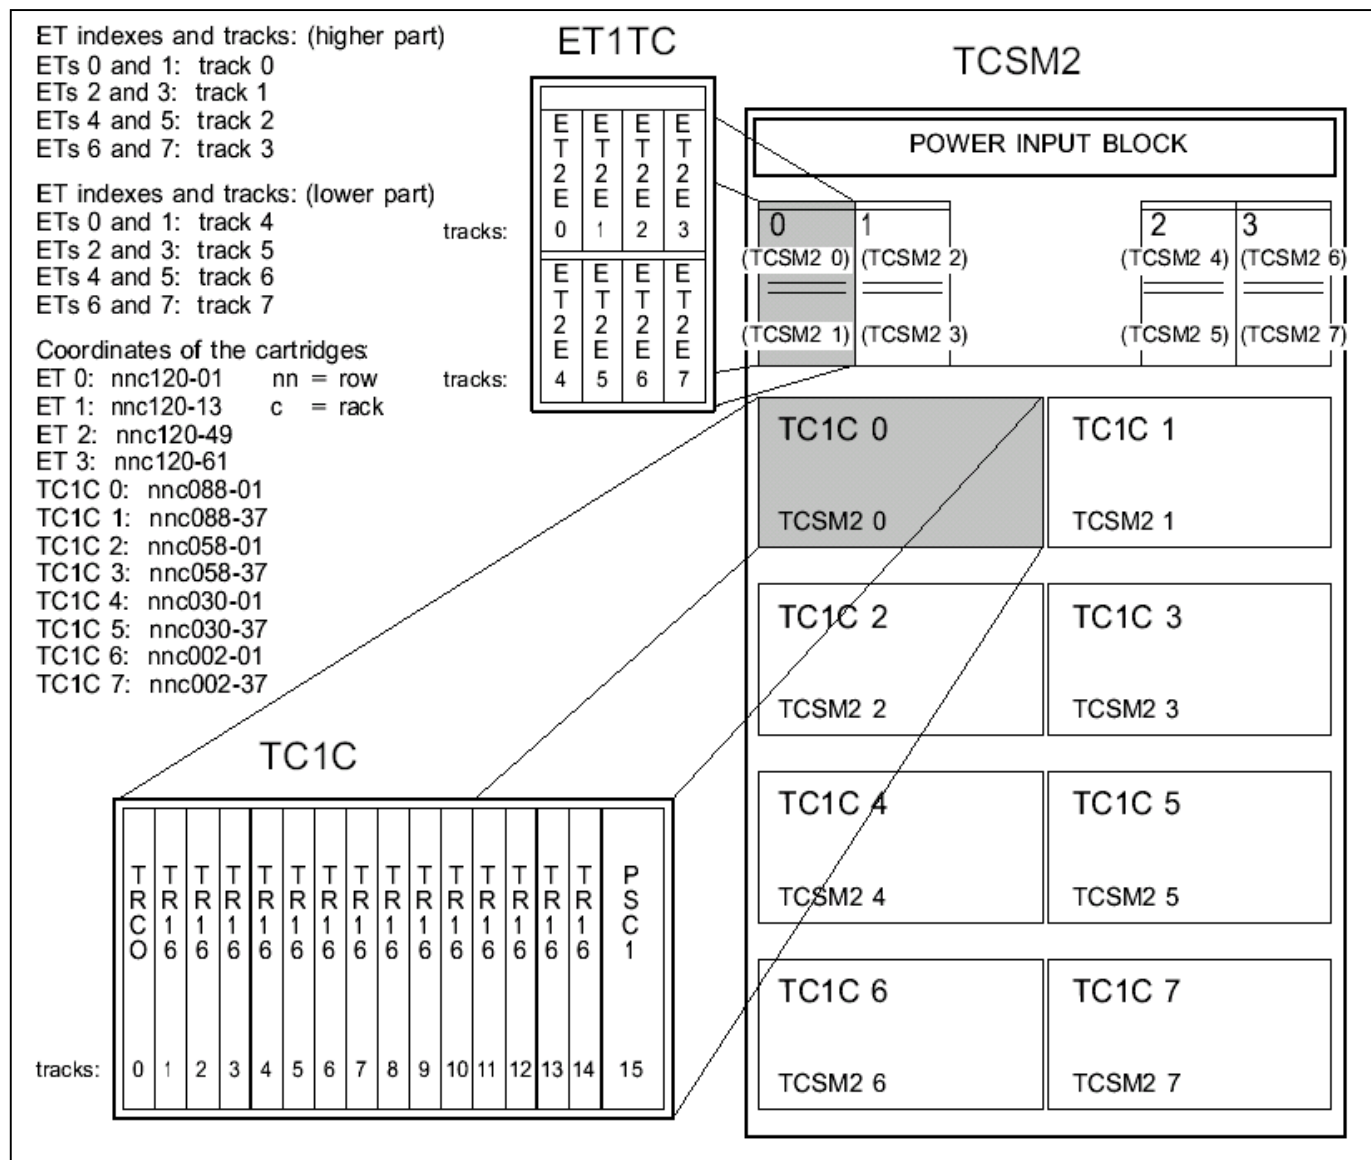 ET indexes and tracks: (higher part)
ETs 0 and 1: track 0
ETs 2 and 3: track 1
ETs 4 and 5: track 2
ETs 6 and 7: track 3
ET indexes and tracks: (lower part)
ETs 0 and 1: track 4
ETs 2 and 3: track 5
ETs 4 and 5: track 6
ETs 6 and 7: track 7
Coordinates of the cartridges:
ET 0: nnc120-01 nn = row
ET 1: nnc120-13 c = rack
ET 2: nnc120-49
ET 3: nnc120-61
TC1C 0: nnc088-01
TC1C 1: nnc088-37
TC1C 2: nnc058-01
TC1C 3: nnc058-37
TC1C 4: nnc030-01
TC1C 5: nnc030-37
TC1C 6: nnc002-01
TC1C 7: nnc002-37
ET1TC
ET2E ET2E ET2E ET2E
tracks: 0 1 2 3
ET2E ET2E ET2E ET2E
tracks: 4 5 6 7
TCSM2
POWER INPUT BLOCK
0 1 2 3
(TCSM2 0) (TCSM2 2) (TCSM2 4) (TCSM2 6)
(TCSM2 1) (TCSM2 3) (TCSM2 5) (TCSM2 7)
TC1C 0 TC1C 1
TCSM2 0 TCSM2 1
TC1C 2 TC1C 3
TCSM2 2 TCSM2 3
TC1C 4 TC1C 5
TCSM2 4 TCSM2 5
TC1C 6 TC1C 7
TCSM2 6 TCSM2 7
TC1C
TRCO TR16 TR16 TR16 TR16 TR16 TR16 TR16 TR16 TR16 TR16 TR16 TR16 TR16 TR16 PSC1
tracks: 0 1 2 3 4 5 6 7 8 9 10 11 12 13 14 15